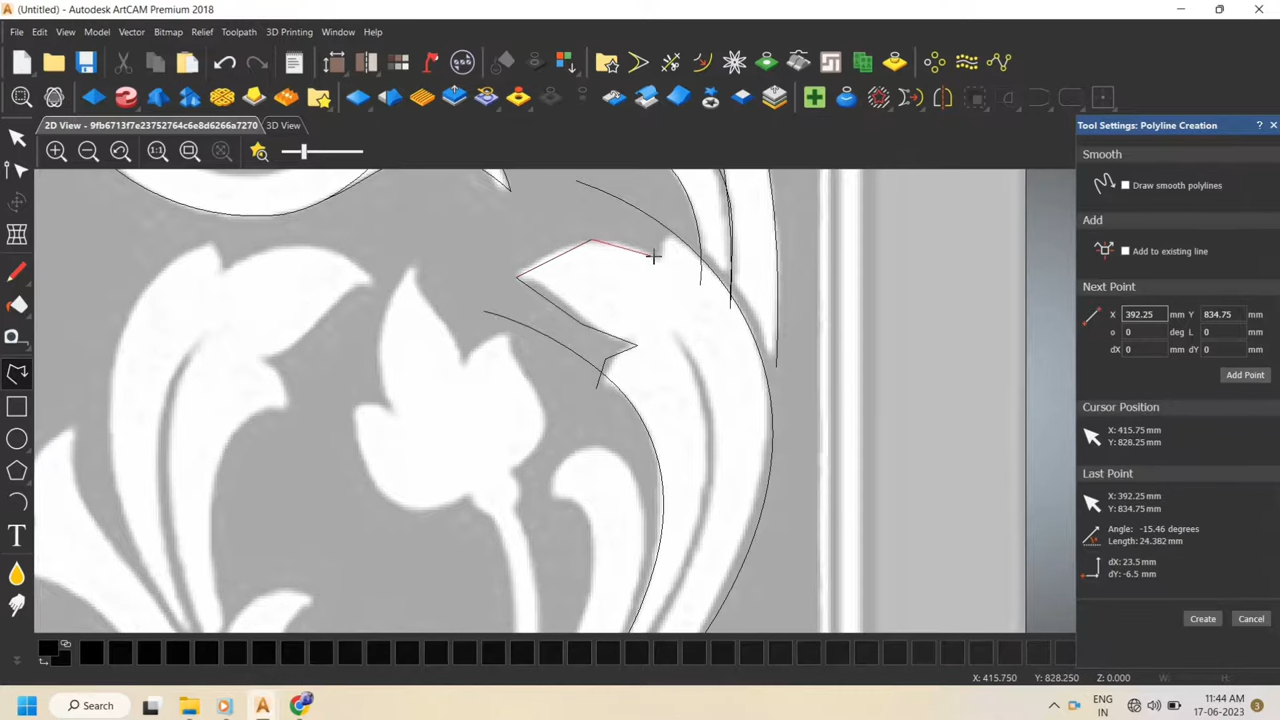 (Untitled) - Autodesk ArtCAM Premium 2018
File Edit View Model Vector Bitmap Relief Toolpath 3D Printing Window Help
2D View - 9fb6713f7e23752764c6e8d6266a7270 3D View
Tool Settings: Polyline Creation
Smooth
Draw smooth polylines
Add
Add to existing line
Next Point
X 392.25 mm Y 834.75 mm
o 0 deg L 0 mm
dX 0 mm dY 0 mm
Add Point
Cursor Position
X: 415.75 mm
Y: 828.25 mm
Last Point
X: 392.25 mm
Y: 834.75 mm
Angle: -15.46 degrees
Length: 24.382 mm
dX: 23.5 mm
dY: -6.5 mm
Create Cancel
X: 415.750 Y: 828.250 Z: 0.000 W: H:
Search
ENG
IN
11:44 AM
17-06-2023
3